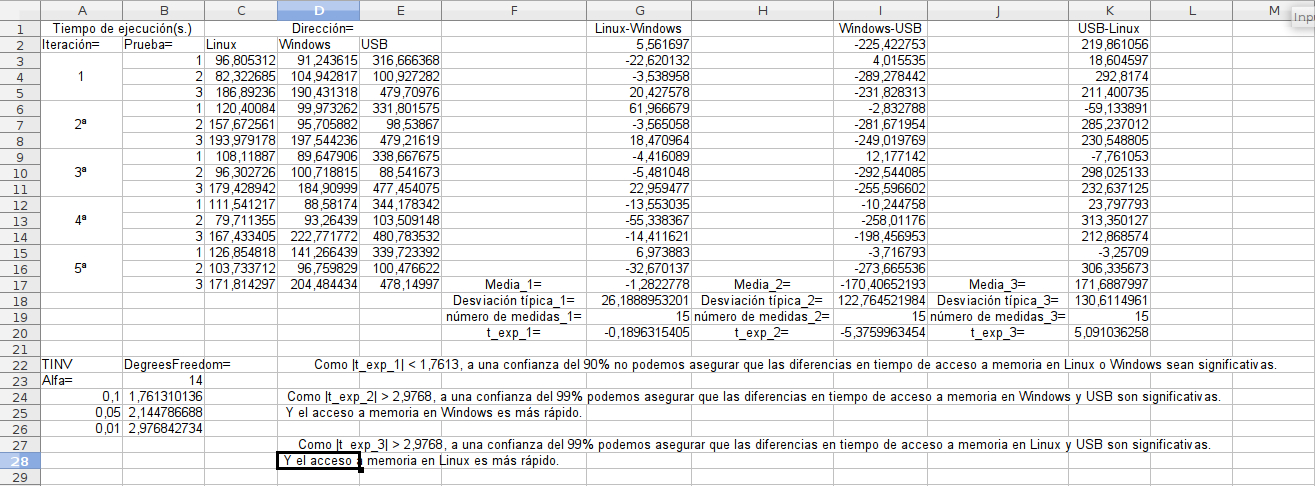 A B C D E F G H I J K L M
Inp
1 Tiempo de ejecución(s.) Dirección= Linux-Windows Windows-USB USB-Linux
2 Iteración= Prueba= Linux Windows USB 5,561697 -225,422753 219,861056
3 1 96,805312 91,243615 316,666368 -22,620132 4,015535 18,604597
4 1 2 82,322685 104,942817 100,927282 -3,538958 -289,278442 292,8174
5 3 186,89236 190,431318 479,70976 20,427578 -231,828313 211,400735
6 1 120,40084 99,973262 331,801575 61,966679 -2,832788 -59,133891
7 2ª 2 157,672561 95,705882 98,53867 -3,565058 -281,671954 285,237012
8 3 193,979178 197,544236 479,21619 18,470964 -249,019769 230,548805
9 1 108,11887 89,647906 338,667675 -4,416089 12,177142 -7,761053
10 3ª 2 96,302726 100,718815 88,541673 -5,481048 -292,544085 298,025133
11 3 179,428942 184,90999 477,454075 22,959477 -255,596602 232,637125
12 1 111,541217 88,58174 344,178342 -13,553035 -10,244758 23,797793
13 4ª 2 79,711355 93,26439 103,509148 -55,338367 -258,01176 313,350127
14 3 167,433405 222,771772 480,783532 -14,411621 -198,456953 212,868574
15 1 126,854818 141,266439 339,723392 6,973883 -3,716793 -3,25709
16 5ª 2 103,733712 96,759829 100,476622 -32,670137 -273,665536 306,335673
17 3 171,814297 204,484434 478,14997 Media_1= -1,2822778 Media_2= -170,40652193 Media_3= 171,6887997
18 Desviación típica_1= 26,1888953201 Desviación típica_2= 122,764521984 Desviación típica_3= 130,6114961
19 número de medidas_1= 15 número de medidas_2= 15 número de medidas_3= 15
20 t_exp_1= -0,1896315405 t_exp_2= -5,3759963454 t_exp_3= 5,091036258
21
22 TINV DegreesFreedom= Como |t_exp_1| < 1,7613, a una confianza del 90% no podemos asegurar que las diferencias en tiempo de acceso a memoria en Linux o Windows sean significativas.
23 Alfa= 14
24 0,1 1,761310136 Como |t_exp_2| > 2,9768, a una confianza del 99% podemos asegurar que las diferencias en tiempo de acceso a memoria en Windows y USB son significativas.
25 0,05 2,144786688 Y el acceso a memoria en Windows es más rápido.
26 0,01 2,976842734
27 Como |t_exp_3| > 2,9768, a una confianza del 99% podemos asegurar que las diferencias en tiempo de acceso a memoria en Linux y USB son significativas.
28 Y el acceso a memoria en Linux es más rápido.
29